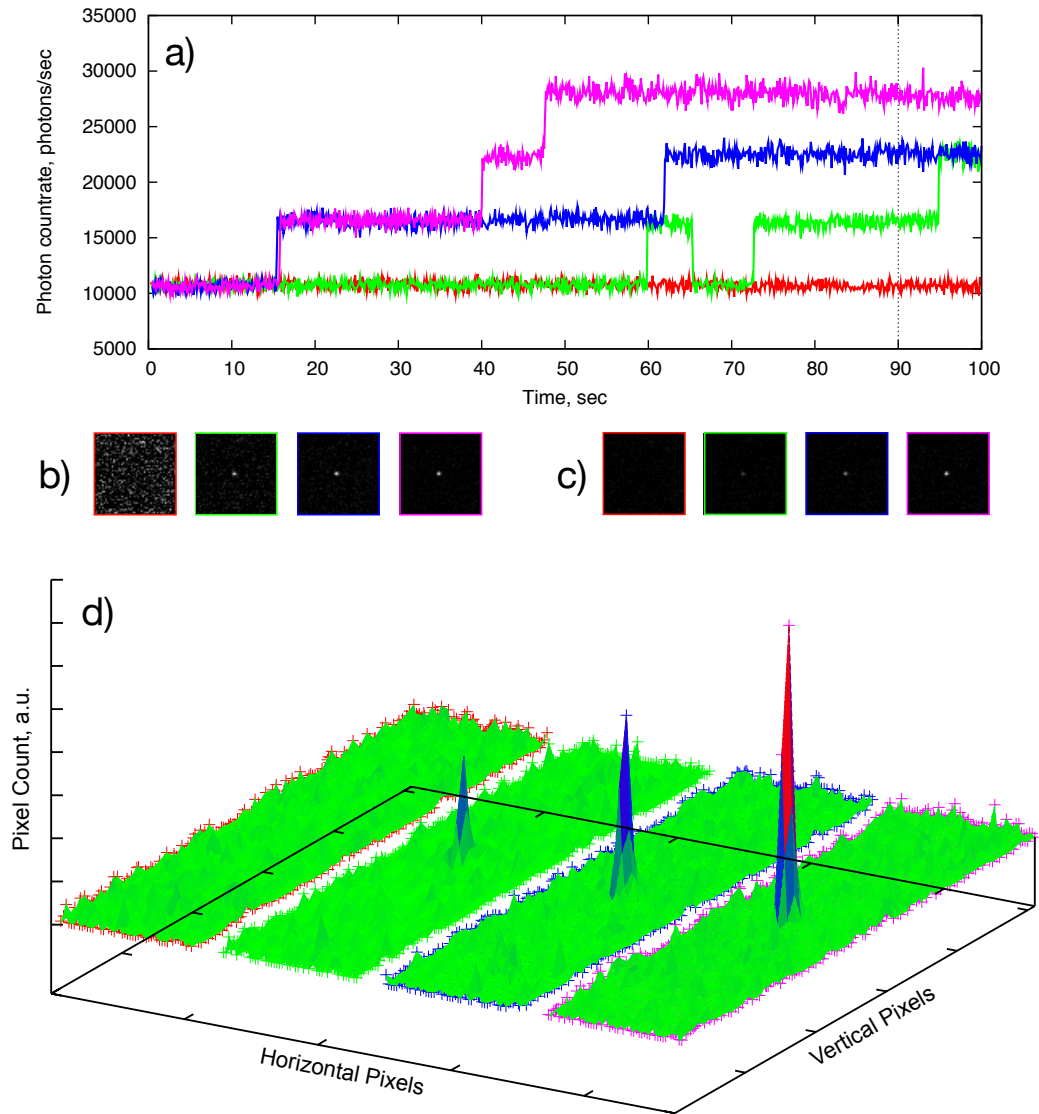 a)
Photon countrate, photons/sec
35000
30000
25000
20000
15000
10000
5000
0 10 20 30 40 50 60 70 80 90 100
Time, sec
b)
c)
d)
Pixel Count, a.u.
Horizontal Pixels
Vertical Pixels